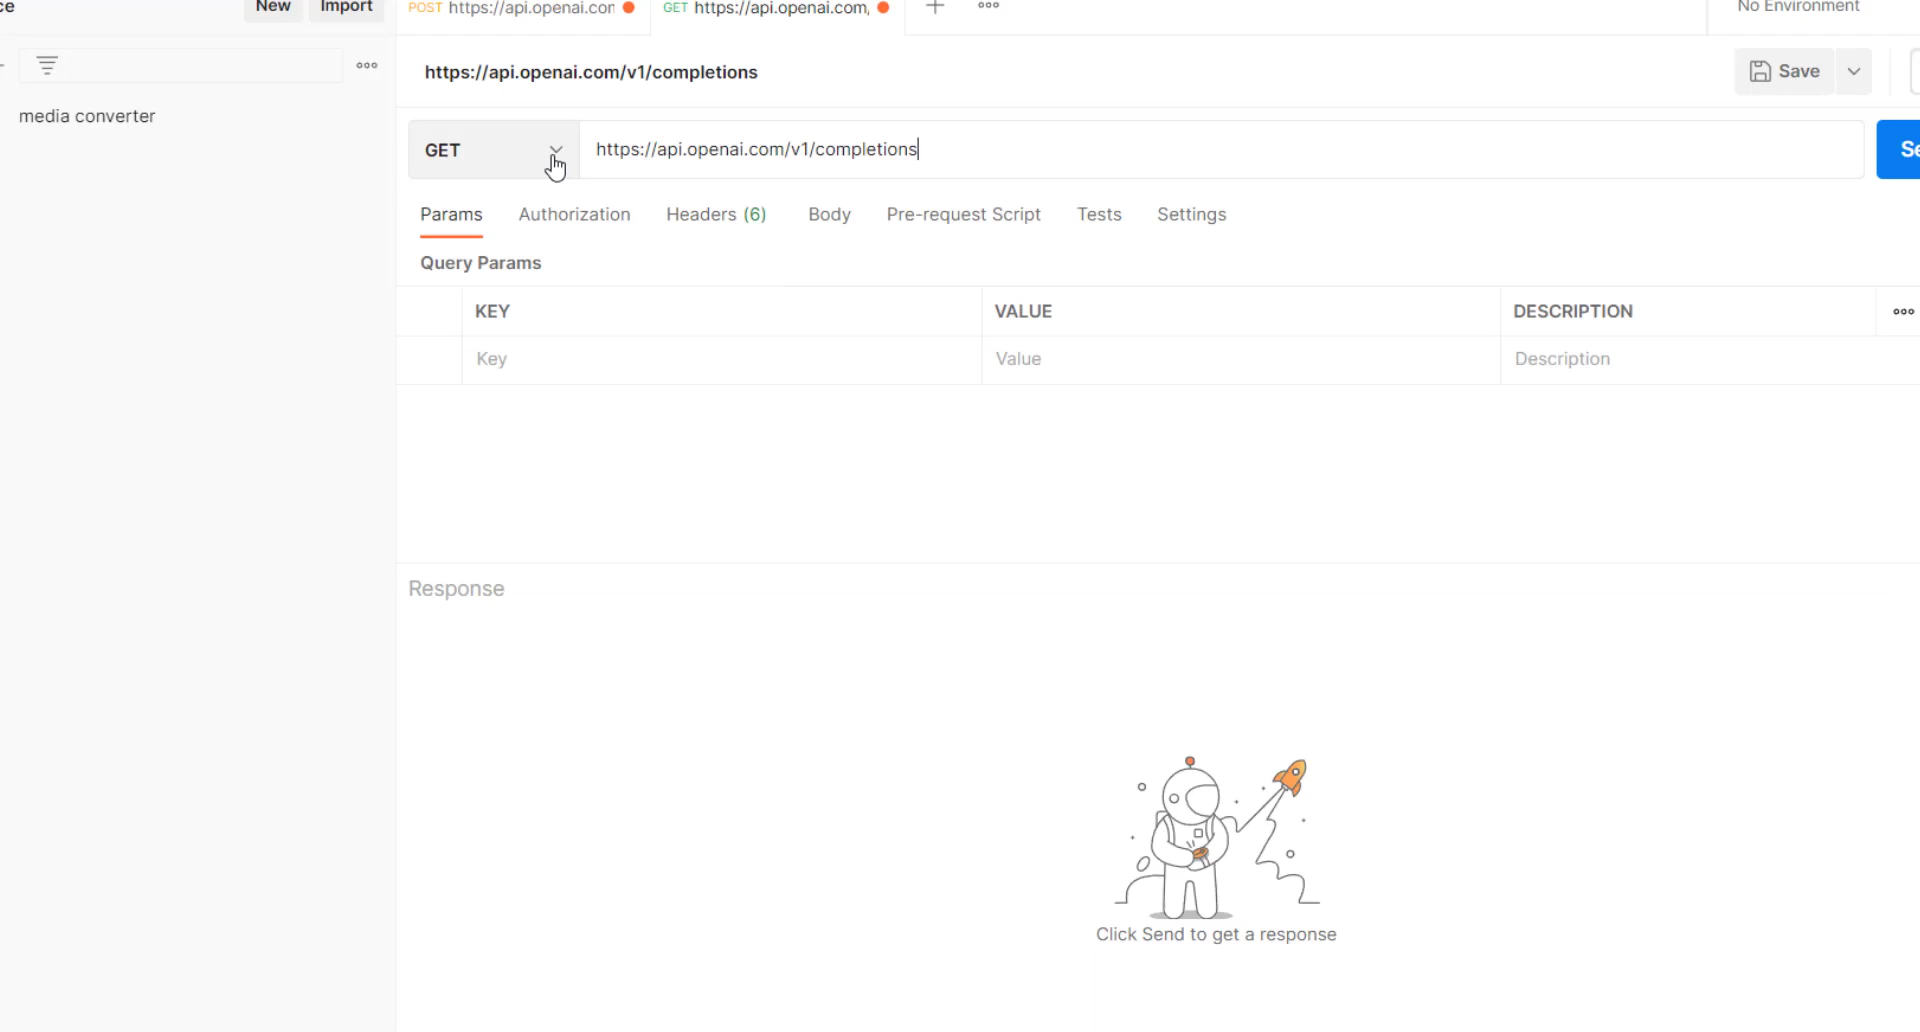 ce New Import POST https://api.openai.con GET https://api.openai.com, No Environment
https://api.openai.com/v1/completions Save
media converter
GET https://api.openai.com/v1/completions Se
Params Authorization Headers (6) Body Pre-request Script Tests Settings
Query Params
KEY VALUE DESCRIPTION
Key Value Description
Response
Click Send to get a response